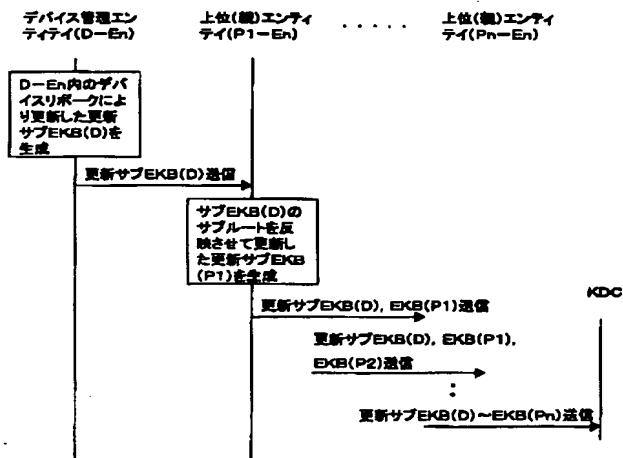 デバイス管理エン
ティテイ(D−En)
上位(親)エンティ
テイ(P1−En)
・・・・・
上位(親)エンティ
テイ(Pn−En)
D−En内のデバ
イスリボークによ
り更新した更新
サブEKB(D)を
生成
更新サブEKB(D)送信
サブEKB(D)の
サブルートを反
映させて更新し
た更新サブEKB
(P1)を生成
KDC
更新サブEKB(D), EKB(P1)送信
更新サブEKB(D), EKB(P1),
EKB(P2)送信
:
更新サブEKB(D)〜EKB(Pn)送信